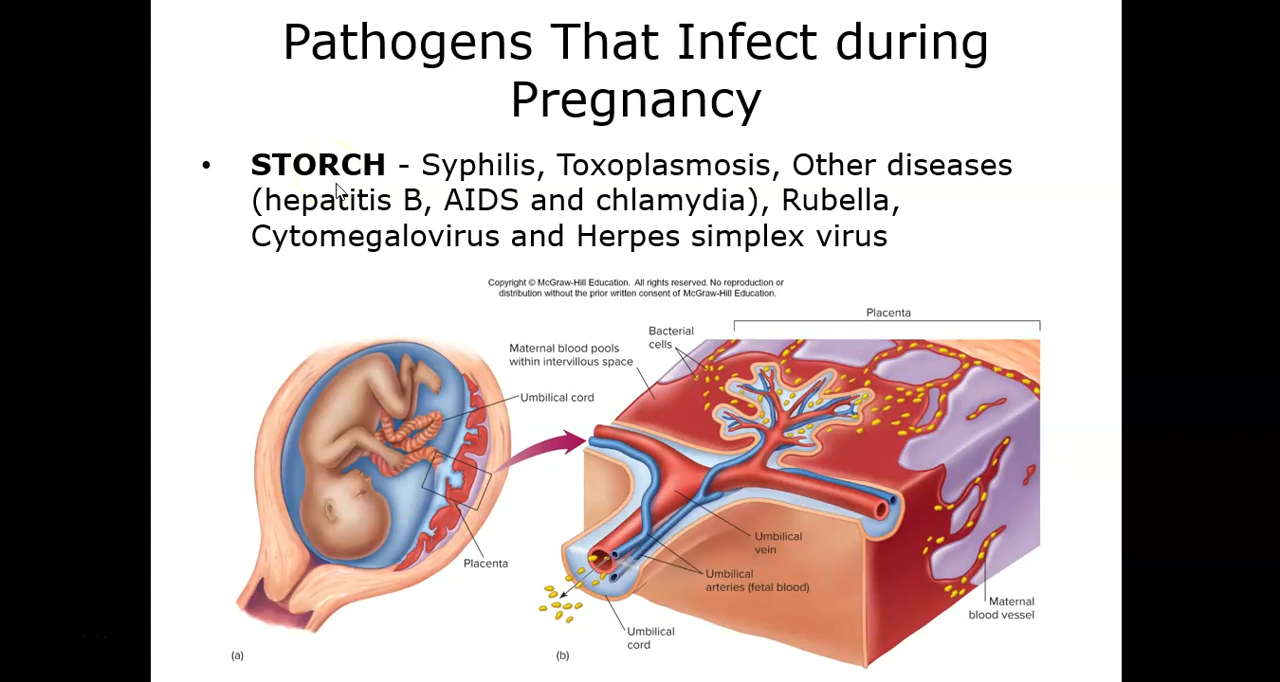 Pathogens That Infect during
Pregnancy
• STORCH - Syphilis, Toxoplasmosis, Other diseases
(hepatitis B, AIDS and chlamydia), Rubella,
Cytomegalovirus and Herpes simplex virus
Copyright © McGraw-Hill Education. All rights reserved. No reproduction or
distribution without the prior written consent of McGraw-Hill Education.
Placenta
Bacterial
cells
Maternal blood pools
within intervillous space
Umbilical cord
Umbilical
vein
Placenta
Umbilical
arteries (fetal blood)
Maternal
blood vessel
Umbilical
cord
(a)
(b)